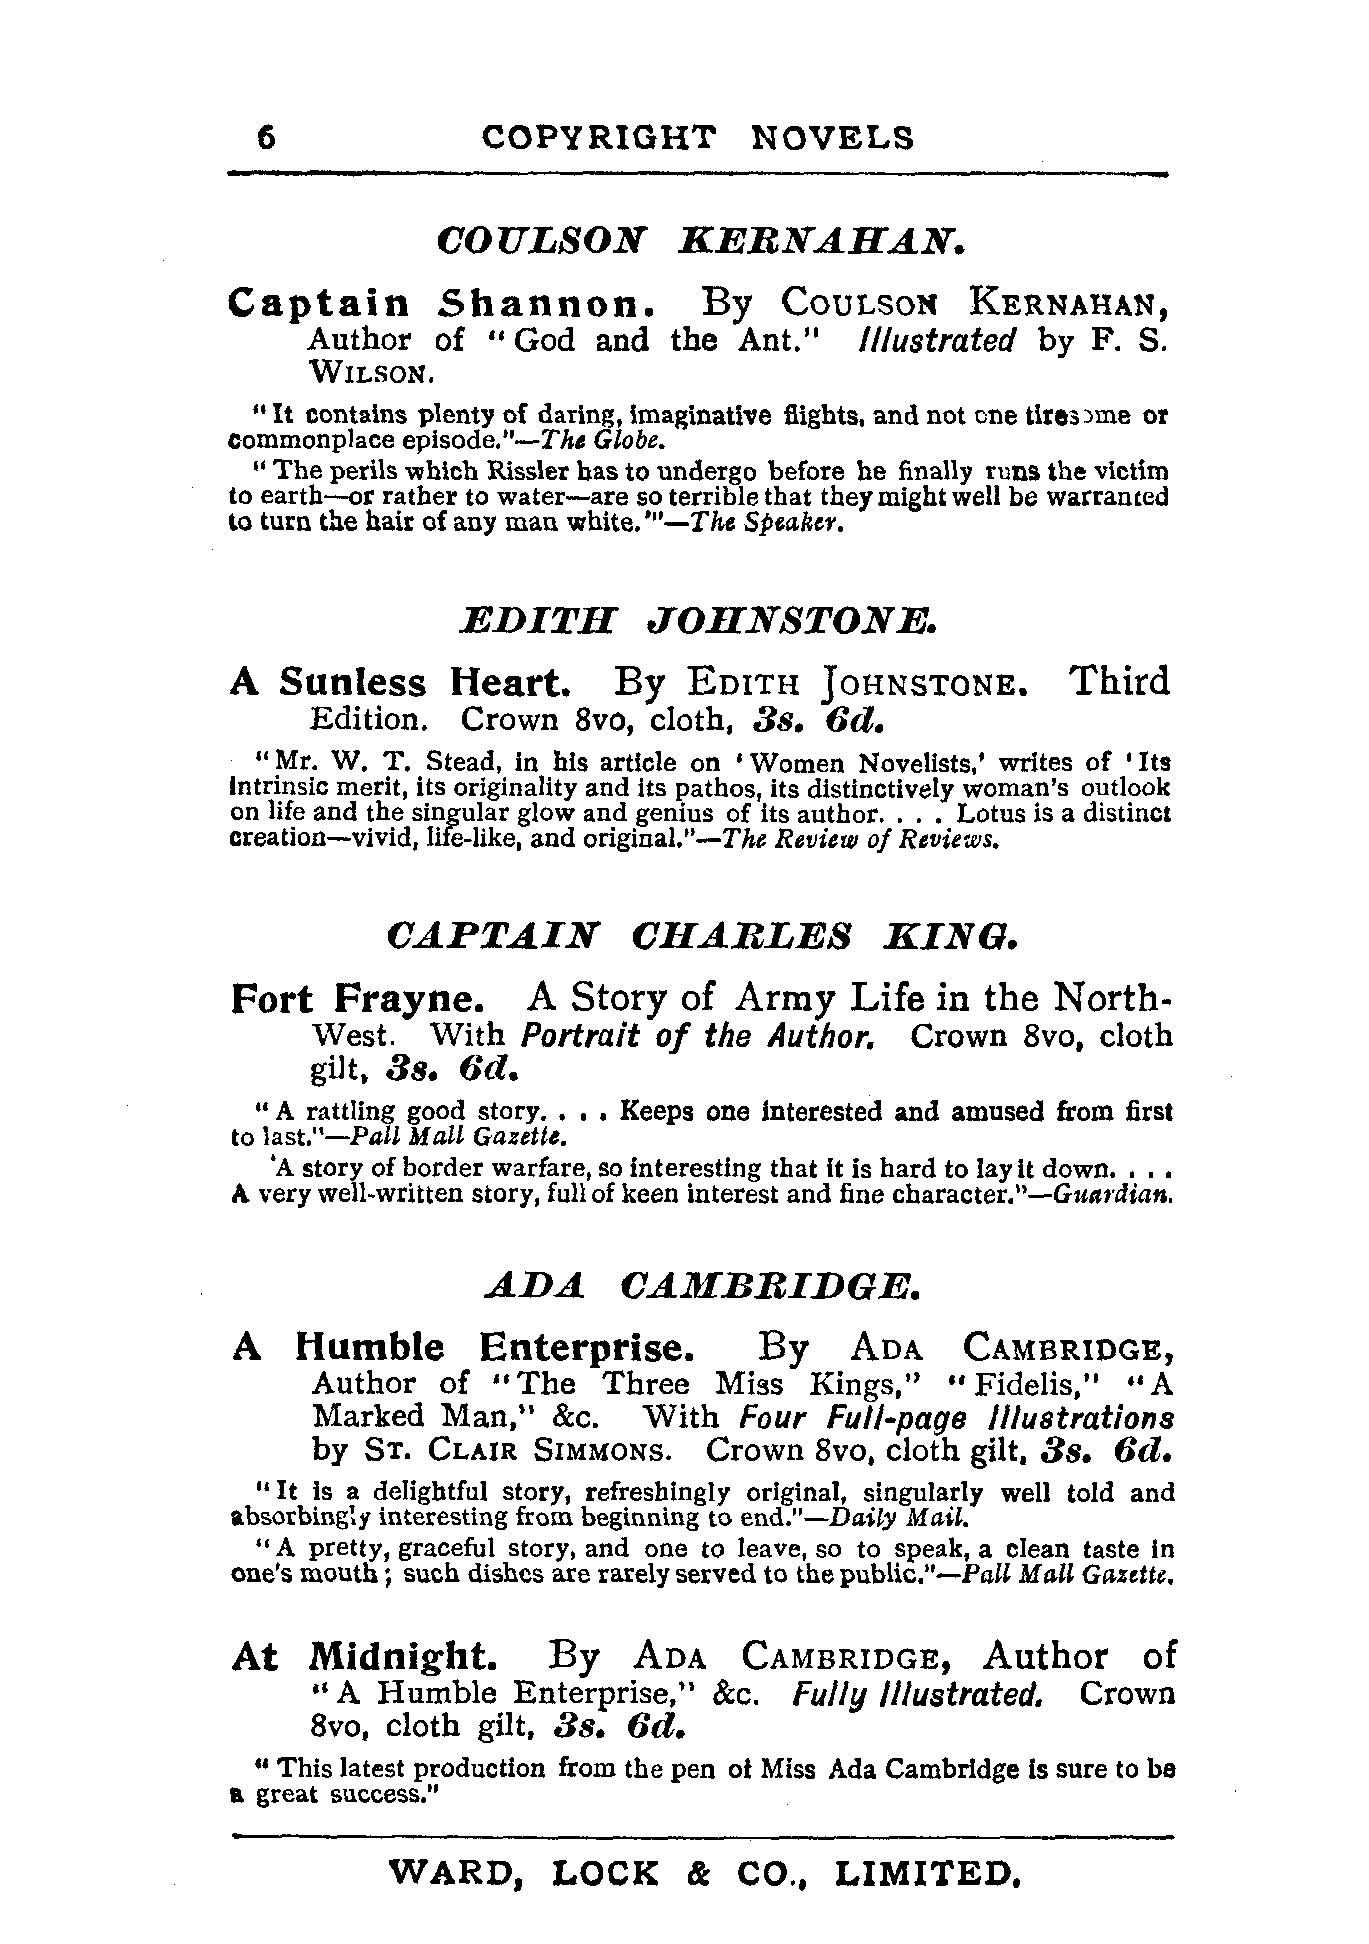 6 COPYRIGHT NOVELS
COULSON KERNAHAN.
Captain Shannon. By COULSON KERNAHAN,
Author of "God and the Ant." Illustrated by F. S.
WILSON.
"It contains plenty of daring, imaginative flights, and not one tiresome or
commonplace episode."—The Globe.
"The perils which Rissler has to undergo before he finally runs the victim
to earth—or rather to water—are so terrible that they might well be warranted
to turn the hair of any man white.'"—The Speaker.
EDITH JOHNSTONE.
A Sunless Heart. By EDITH JOHNSTONE. Third
Edition. Crown 8vo, cloth, 3s. 6d.
"Mr. W. T. Stead, in his article on 'Women Novelists,' writes of 'Its
intrinsic merit, its originality and its pathos, its distinctively woman's outlook
on life and the singular glow and genius of its author. . . . Lotus is a distinct
creation—vivid, life-like, and original."—The Review of Reviews.
CAPTAIN CHARLES KING.
Fort Frayne. A Story of Army Life in the North-
West. With Portrait of the Author. Crown 8vo, cloth
gilt, 3s. 6d.
"A rattling good story. . . . Keeps one interested and amused from first
to last."—Pall Mall Gazette.
'A story of border warfare, so interesting that it is hard to lay it down. . . .
A very well-written story, full of keen interest and fine character."—Guardian.
ADA CAMBRIDGE.
A Humble Enterprise. By ADA CAMBRIDGE,
Author of "The Three Miss Kings," "Fidelis," "A
Marked Man," &c. With Four Full-page Illustrations
by ST. CLAIR SIMMONS. Crown 8vo, cloth gilt, 3s. 6d.
"It is a delightful story, refreshingly original, singularly well told and
absorbingly interesting from beginning to end."—Daily Mail.
"A pretty, graceful story, and one to leave, so to speak, a clean taste in
one's mouth; such dishes are rarely served to the public."—Pall Mall Gazette.
At Midnight. By ADA CAMBRIDGE, Author of
"A Humble Enterprise," &c. Fully Illustrated. Crown
8vo, cloth gilt, 3s. 6d.
"This latest production from the pen of Miss Ada Cambridge is sure to be
a great success."
WARD, LOCK & CO., LIMITED.